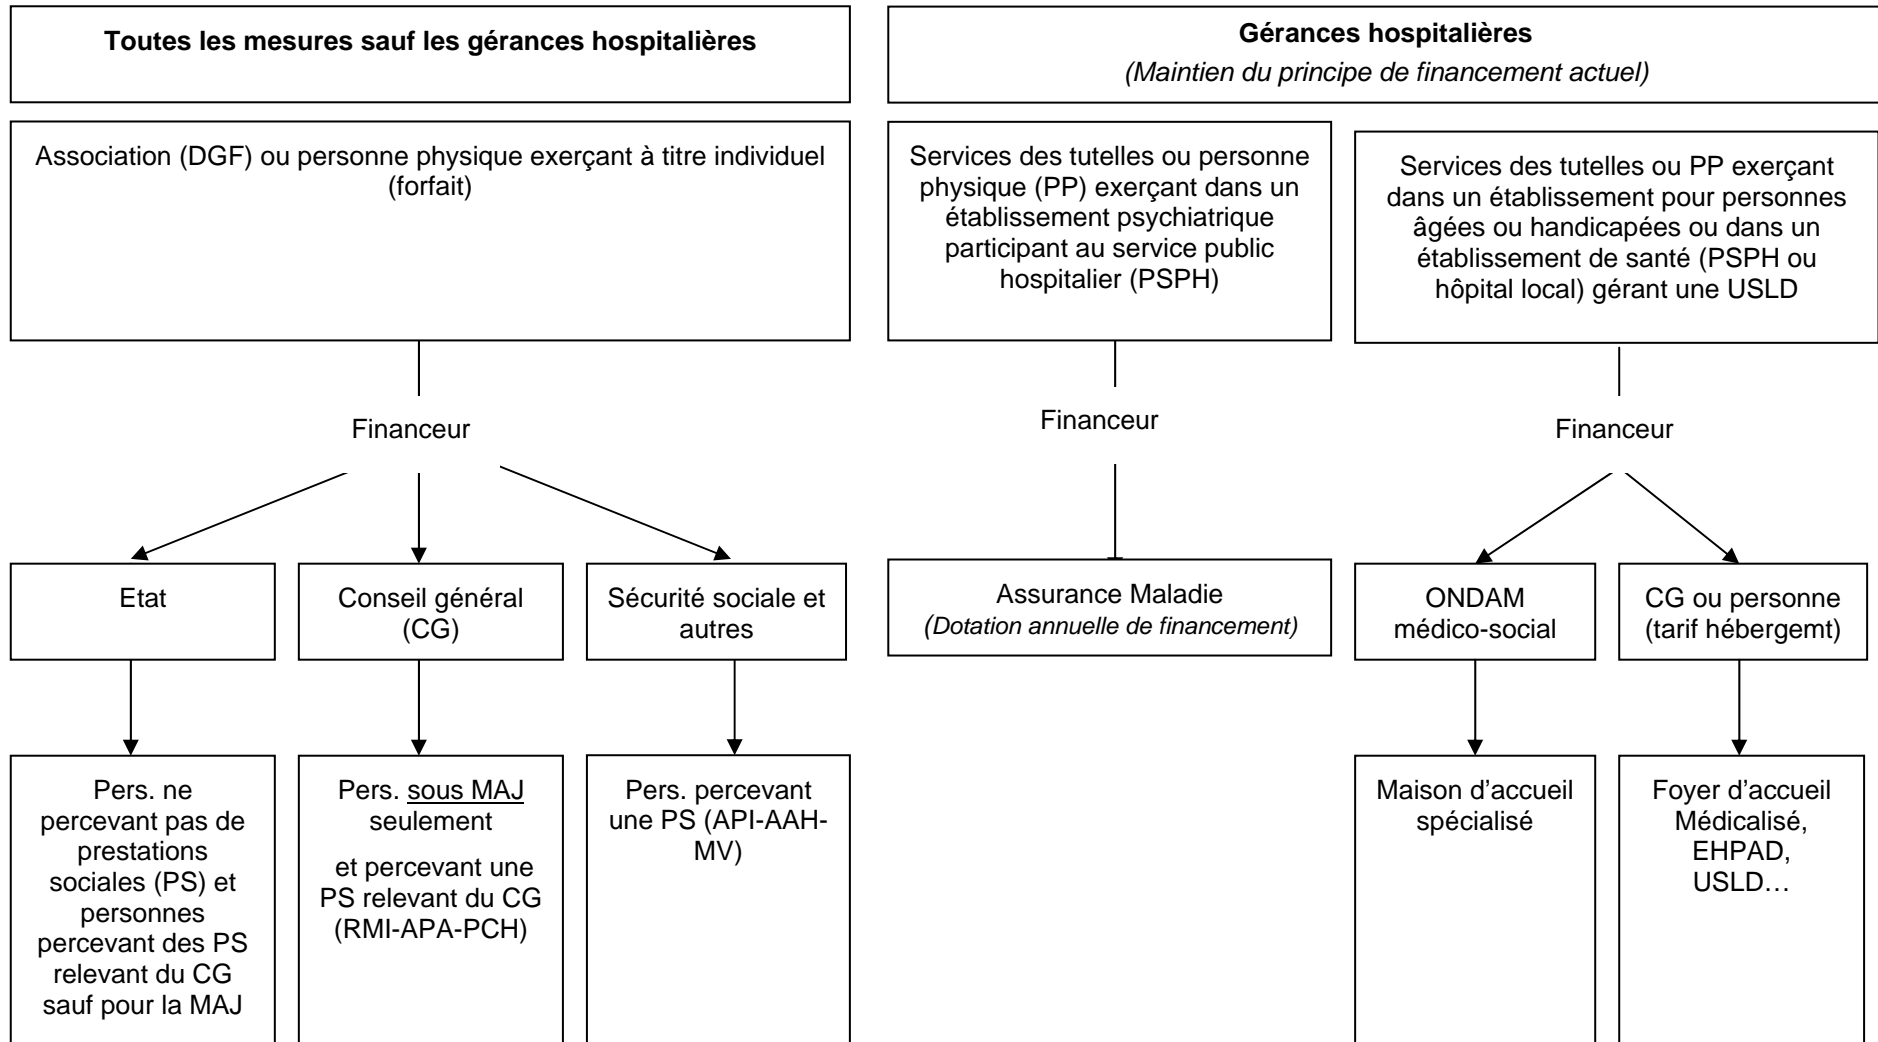 Toutes les mesures sauf les gérances hospitalières
Gérances hospitalières
(Maintien du principe de financement actuel)
Association (DGF) ou personne physique exerçant à titre individuel
(forfait)
Services des tutelles ou personne
physique (PP) exerçant dans un
établissement psychiatrique
participant au service public
hospitalier (PSPH)
Services des tutelles ou PP exerçant
dans un établissement pour personnes
âgées ou handicapées ou dans un
établissement de santé (PSPH ou
hôpital local) gérant une USLD
Financeur
Financeur
Financeur
Etat
Conseil général
(CG)
Sécurité sociale et
autres
Assurance Maladie
(Dotation annuelle de financement)
ONDAM
médico-social
CG ou personne
(tarif hébergemt)
Pers. ne
percevant pas de
prestations
sociales (PS) et
personnes
percevant des PS
relevant du CG
sauf pour la MAJ
Pers. sous MAJ
seulement
et percevant une
PS relevant du CG
(RMI-APA-PCH)
Pers. percevant
une PS (API-AAH-
MV)
Maison d’accueil
spécialisé
Foyer d’accueil
Médicalisé,
EHPAD,
USLD…